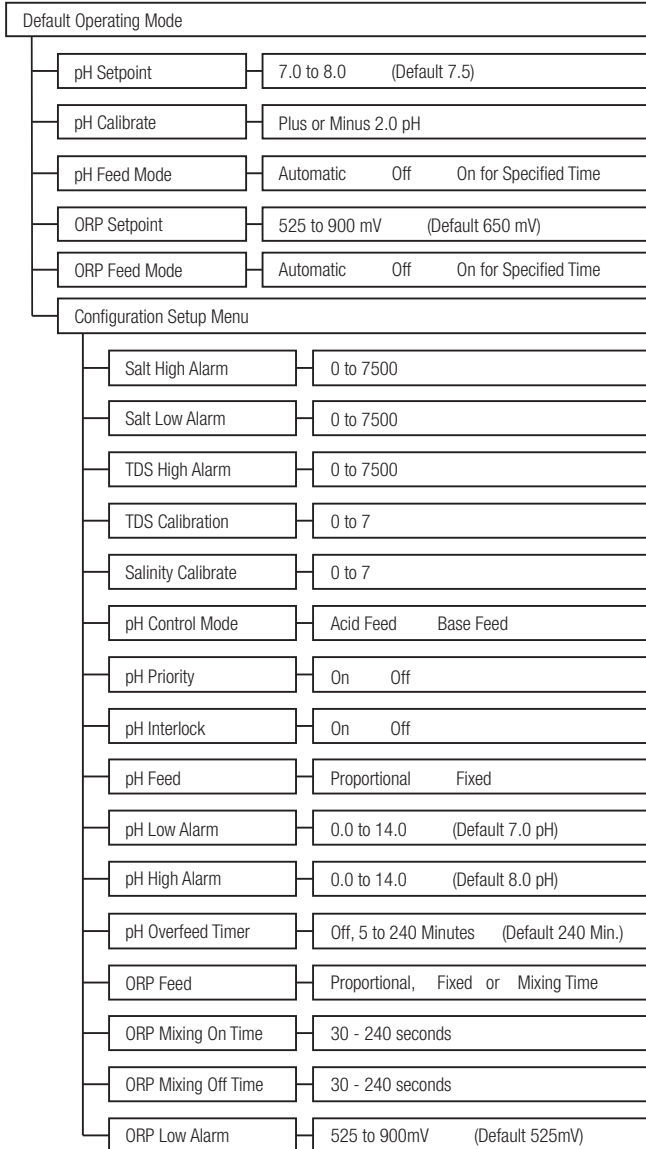 Default Operating Mode
pH Setpoint 7.0 to 8.0 (Default 7.5)
pH Calibrate Plus or Minus 2.0 pH
pH Feed Mode Automatic Off On for Specified Time
ORP Setpoint 525 to 900 mV (Default 650 mV)
ORP Feed Mode Automatic Off On for Specified Time
Configuration Setup Menu
Salt High Alarm 0 to 7500
Salt Low Alarm 0 to 7500
TDS High Alarm 0 to 7500
TDS Calibration 0 to 7
Salinity Calibrate 0 to 7
pH Control Mode Acid Feed Base Feed
pH Priority On Off
pH Interlock On Off
pH Feed Proportional Fixed
pH Low Alarm 0.0 to 14.0 (Default 7.0 pH)
pH High Alarm 0.0 to 14.0 (Default 8.0 pH)
pH Overfeed Timer Off, 5 to 240 Minutes (Default 240 Min.)
ORP Feed Proportional, Fixed or Mixing Time
ORP Mixing On Time 30 - 240 seconds
ORP Mixing Off Time 30 - 240 seconds
ORP Low Alarm 525 to 900mV (Default 525mV)